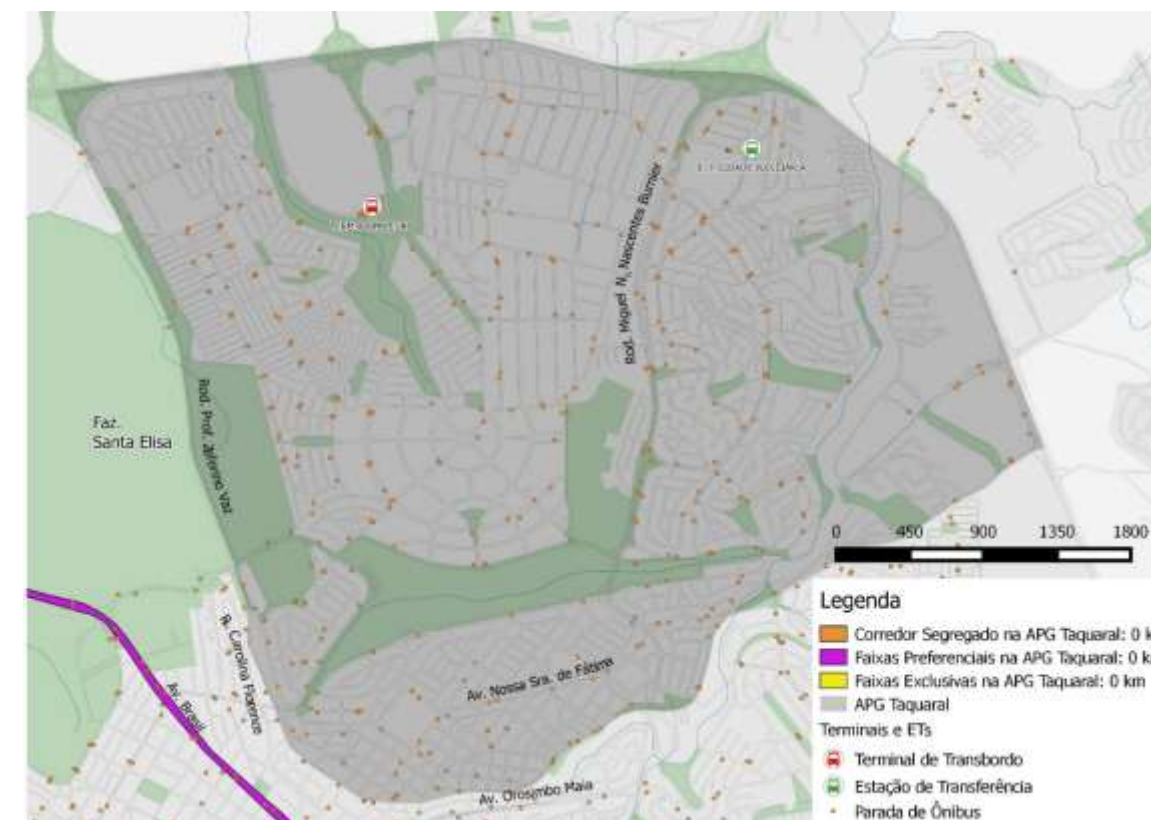 Rod. Miguel N. Nascentes Burnier
Faz.
Santa Elisa
Rod. Prof. Zeferino Vaz
0 450 900 1350 1800
R. Carolina Florence
Av. Brasil
Av. Nossa Sra. de Fátima
Av. Orosimbo Maia
Legenda
Corredor Segregado na APG Taquaral: 0 k
Faixas Preferenciais na APG Taquaral: 0 k
Faixas Exclusivas na APG Taquaral: 0 km
APG Taquaral
Terminais e ETs
Terminal de Transbordo
Estação de Transferência
Parada de Ônibus